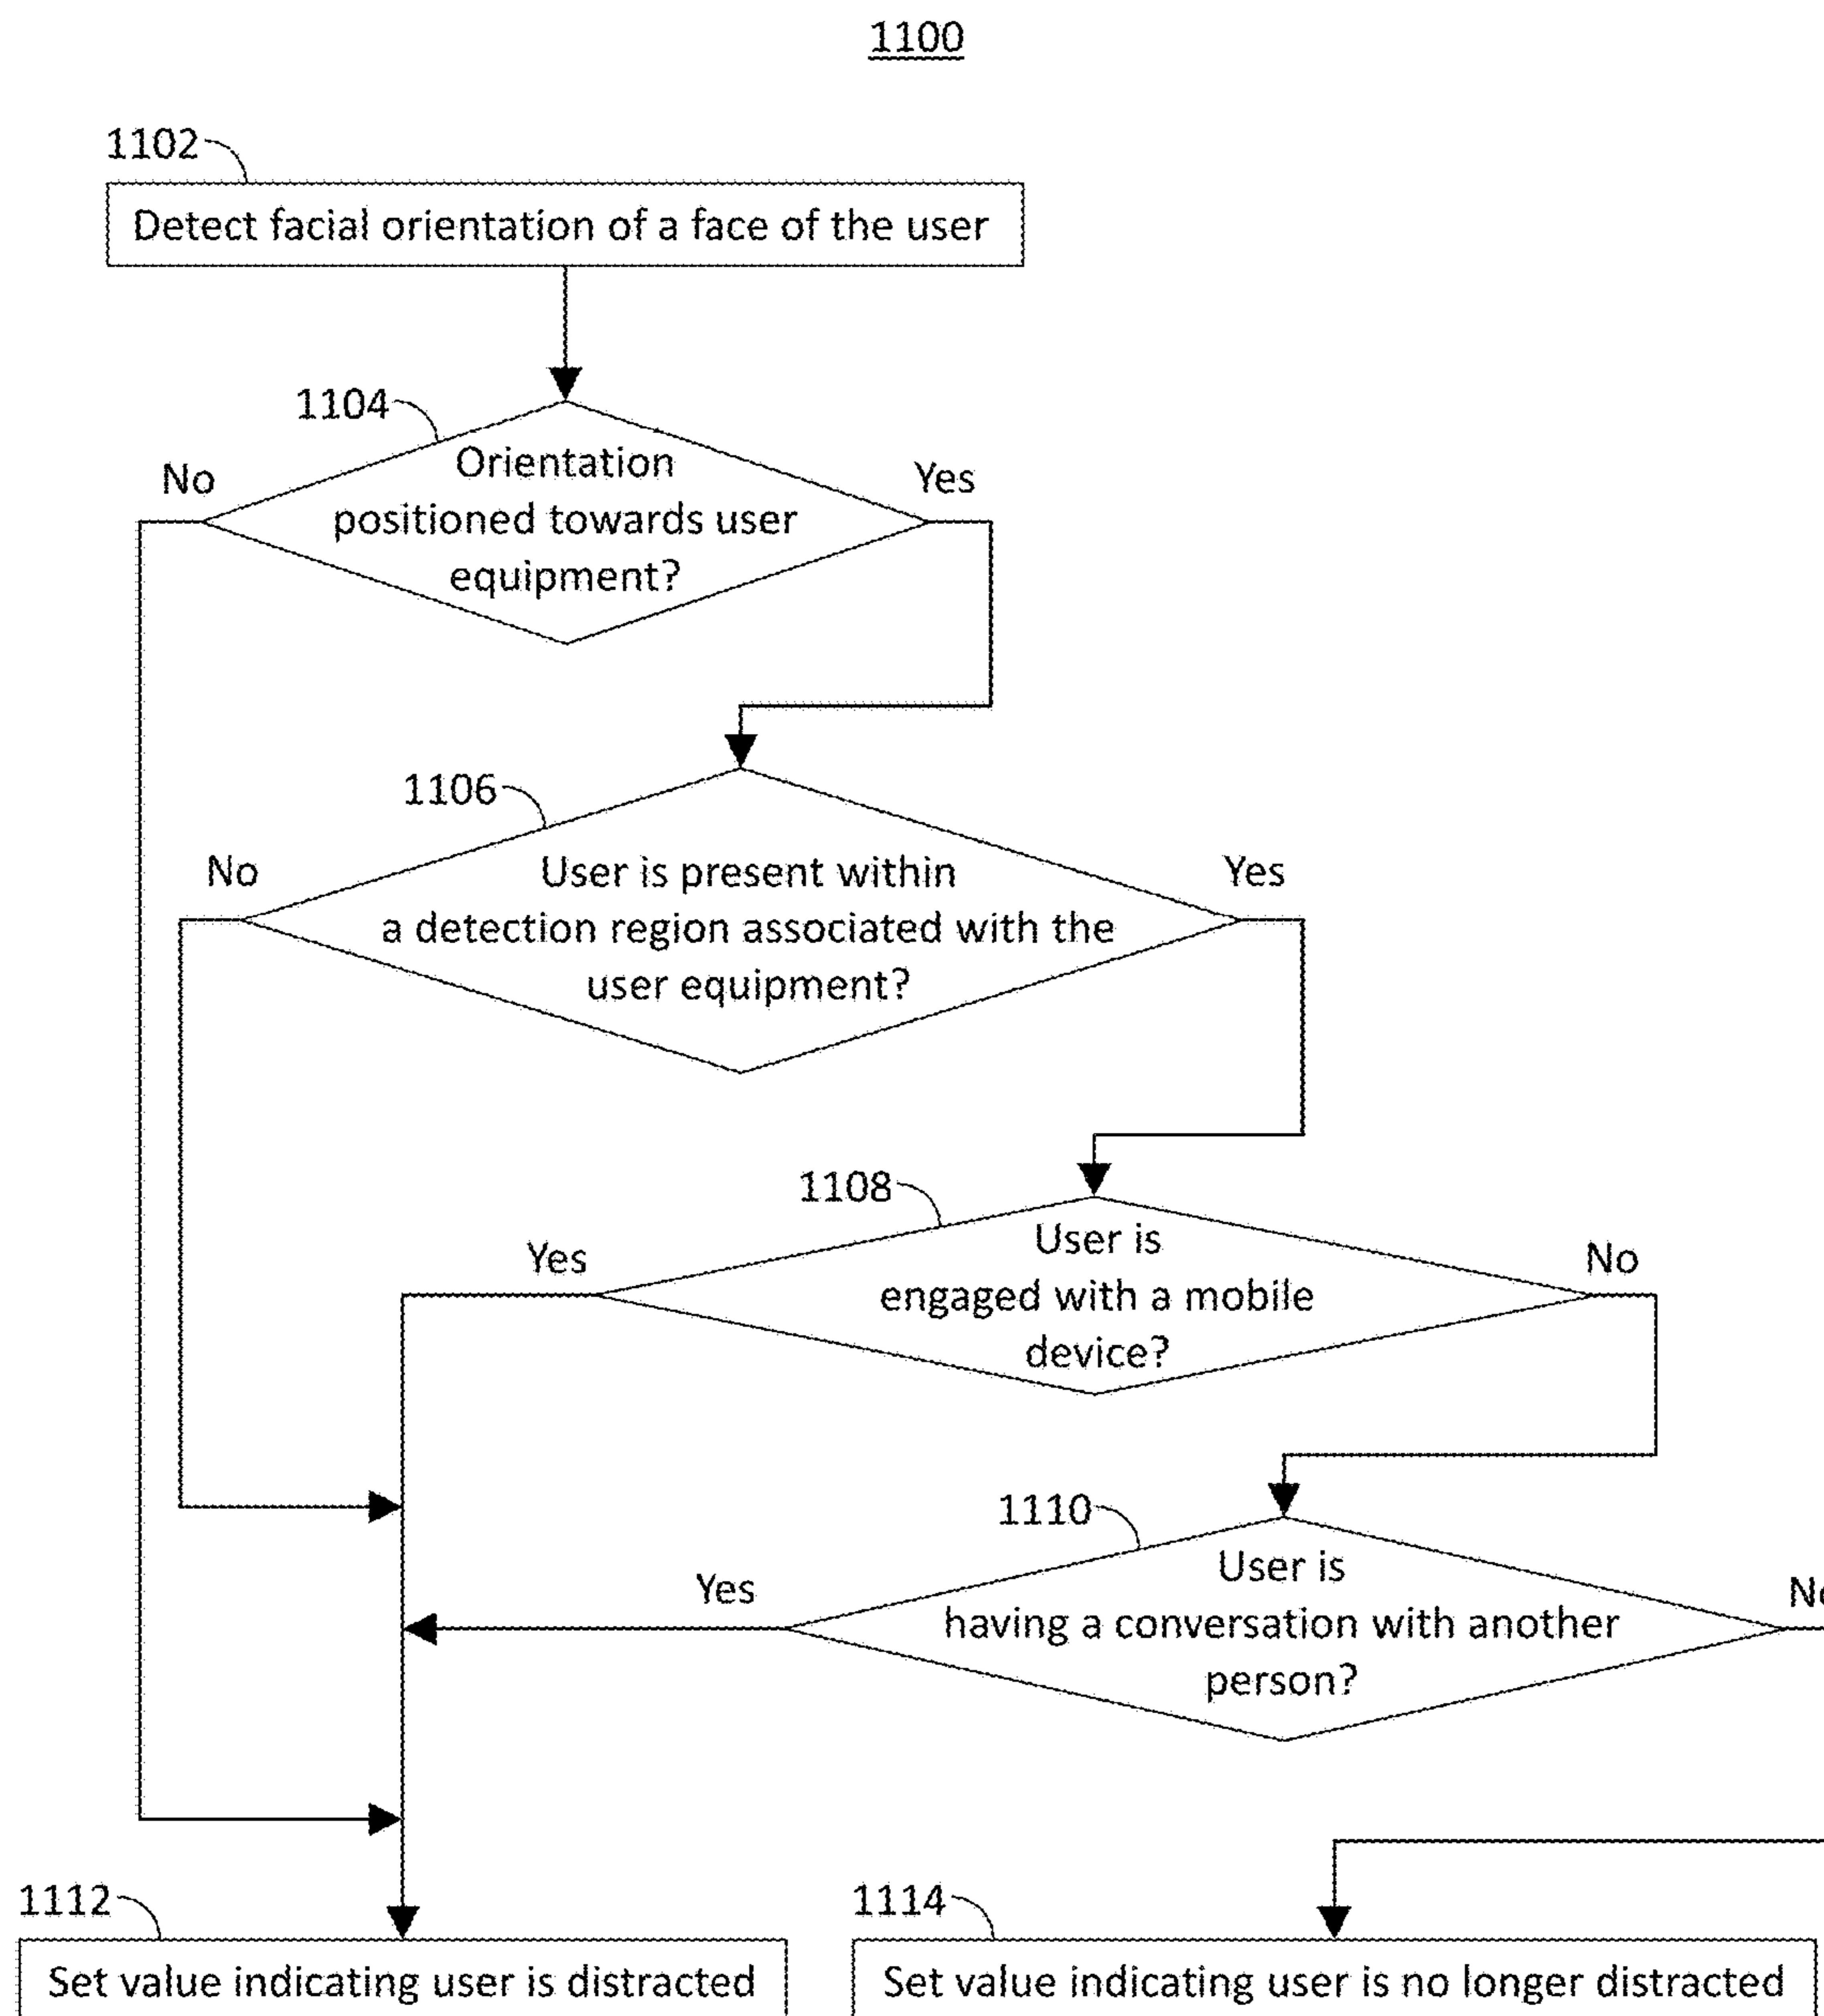 1100
1102
Detect facial orientation of a face of the user
1104
No
Yes
Orientation
positioned towards user
equipment?
1106
No
Yes
User is present within
a detection region associated with the
user equipment?
1108
Yes
No
User is
engaged with a mobile
device?
1110
Yes
No
User is
having a conversation with another
person?
1112
Set value indicating user is distracted
1114
Set value indicating user is no longer distracted